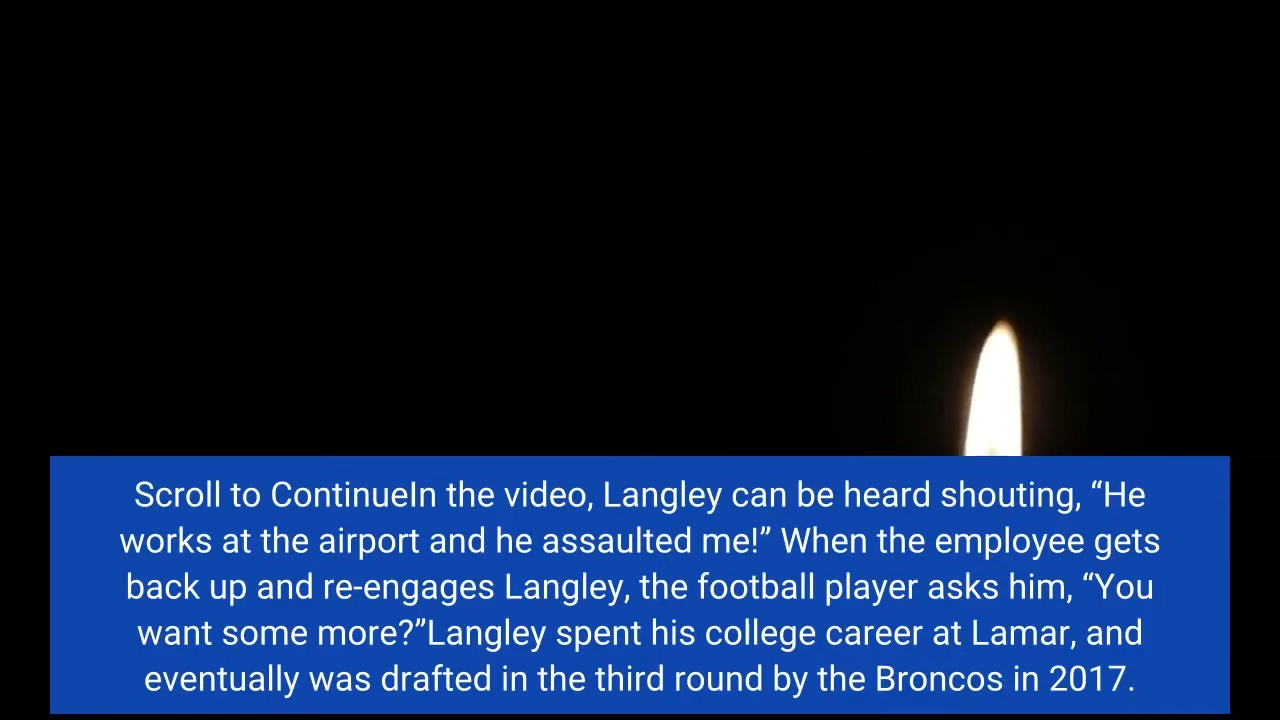 Scroll to ContinueIn the video, Langley can be heard shouting, “He
works at the airport and he assaulted me!” When the employee gets
back up and re-engages Langley, the football player asks him, “You
want some more?”Langley spent his college career at Lamar, and
eventually was drafted in the third round by the Broncos in 2017.